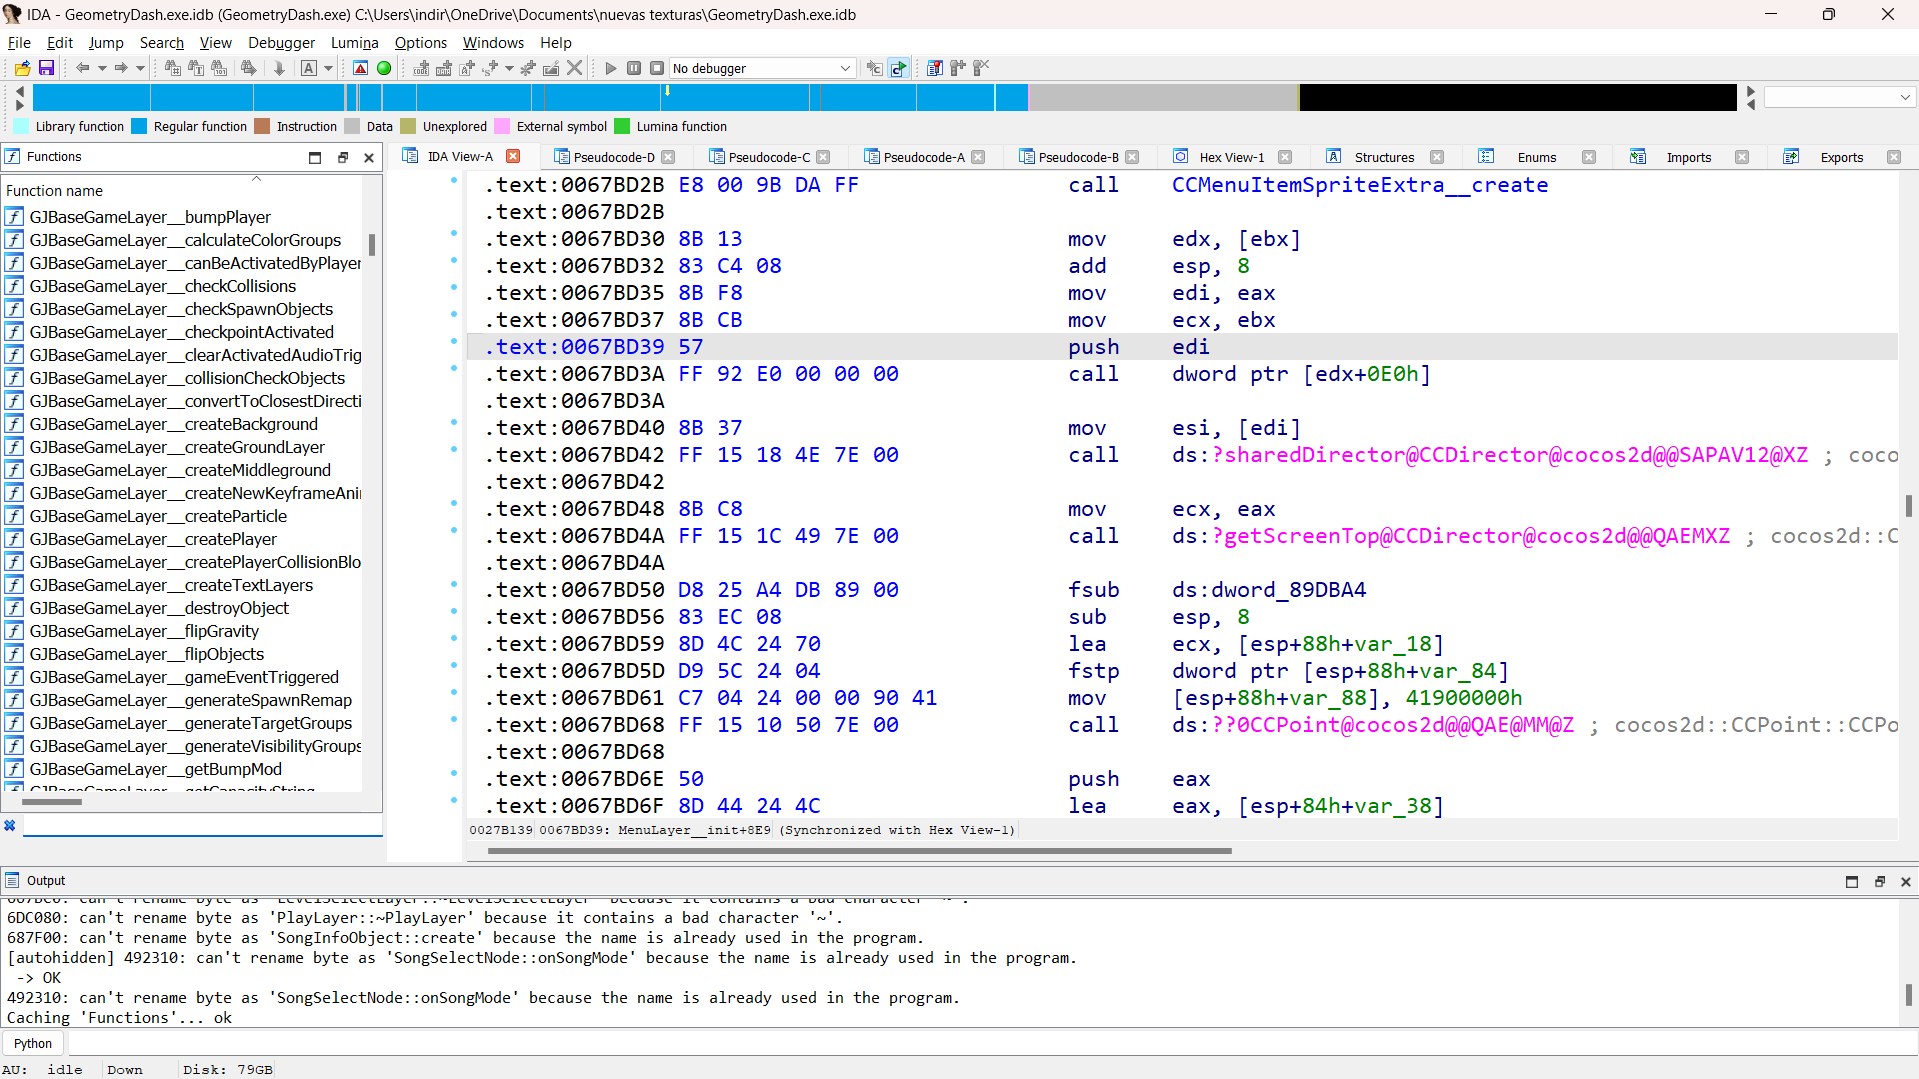 IDA - GeometryDash.exe.idb (GeometryDash.exe) C:\Users\indir\OneDrive\Documents\nuevas texturas\GeometryDash.exe.idb
File Edit Jump Search View Debugger Lumina Options Windows Help
No debugger
Library function Regular function Instruction Data Unexplored External symbol Lumina function
Functions
IDA View-A Pseudocode-D Pseudocode-C Pseudocode-A Pseudocode-B Hex View-1 Structures Enums Imports Exports
Function name
GJBaseGameLayer__bumpPlayer
GJBaseGameLayer__calculateColorGroups
GJBaseGameLayer__canBeActivatedByPlayer
GJBaseGameLayer__checkCollisions
GJBaseGameLayer__checkSpawnObjects
GJBaseGameLayer__checkpointActivated
GJBaseGameLayer__clearActivatedAudioTrig
GJBaseGameLayer__collisionCheckObjects
GJBaseGameLayer__convertToClosestDirecti
GJBaseGameLayer__createBackground
GJBaseGameLayer__createGroundLayer
GJBaseGameLayer__createMiddleground
GJBaseGameLayer__createNewKeyframeAni
GJBaseGameLayer__createParticle
GJBaseGameLayer__createPlayer
GJBaseGameLayer__createPlayerCollisionBlo
GJBaseGameLayer__createTextLayers
GJBaseGameLayer__destroyObject
GJBaseGameLayer__flipGravity
GJBaseGameLayer__flipObjects
GJBaseGameLayer__gameEventTriggered
GJBaseGameLayer__generateSpawnRemap
GJBaseGameLayer__generateTargetGroups
GJBaseGameLayer__generateVisibilityGroups
GJBaseGameLayer__getBumpMod
GJBaseGameLayer__getCapacityString
.text:0067BD2B E8 00 9B DA FF call CCMenuItemSpriteExtra__create
.text:0067BD2B
.text:0067BD30 8B 13 mov edx, [ebx]
.text:0067BD32 83 C4 08 add esp, 8
.text:0067BD35 8B F8 mov edi, eax
.text:0067BD37 8B CB mov ecx, ebx
.text:0067BD39 57 push edi
.text:0067BD3A FF 92 E0 00 00 00 call dword ptr [edx+0E0h]
.text:0067BD3A
.text:0067BD40 8B 37 mov esi, [edi]
.text:0067BD42 FF 15 18 4E 7E 00 call ds:?sharedDirector@CCDirector@cocos2d@@SAPAV12@XZ ; coco
.text:0067BD42
.text:0067BD48 8B C8 mov ecx, eax
.text:0067BD4A FF 15 1C 49 7E 00 call ds:?getScreenTop@CCDirector@cocos2d@@QAEMXZ ; cocos2d::C
.text:0067BD4A
.text:0067BD50 D8 25 A4 DB 89 00 fsub ds:dword_89DBA4
.text:0067BD56 83 EC 08 sub esp, 8
.text:0067BD59 8D 4C 24 70 lea ecx, [esp+88h+var_18]
.text:0067BD5D D9 5C 24 04 fstp dword ptr [esp+88h+var_84]
.text:0067BD61 C7 04 24 00 00 90 41 mov [esp+88h+var_88], 41900000h
.text:0067BD68 FF 15 10 50 7E 00 call ds:??0CCPoint@cocos2d@@QAE@MM@Z ; cocos2d::CCPoint::CCPo
.text:0067BD68
.text:0067BD6E 50 push eax
.text:0067BD6F 8D 44 24 4C lea eax, [esp+84h+var_38]
0027B139 0067BD39: MenuLayer__init+8E9 (Synchronized with Hex View-1)
Output
667BC0: can't rename byte as 'LevelSelectLayer::~LevelSelectLayer' because it contains a bad character '~'.
6DC080: can't rename byte as 'PlayLayer::~PlayLayer' because it contains a bad character '~'.
687F00: can't rename byte as 'SongInfoObject::create' because the name is already used in the program.
[autohidden] 492310: can't rename byte as 'SongSelectNode::onSongMode' because the name is already used in the program.
-> OK
492310: can't rename byte as 'SongSelectNode::onSongMode' because the name is already used in the program.
Caching 'Functions'... ok
Python
AU: idle Down Disk: 79GB